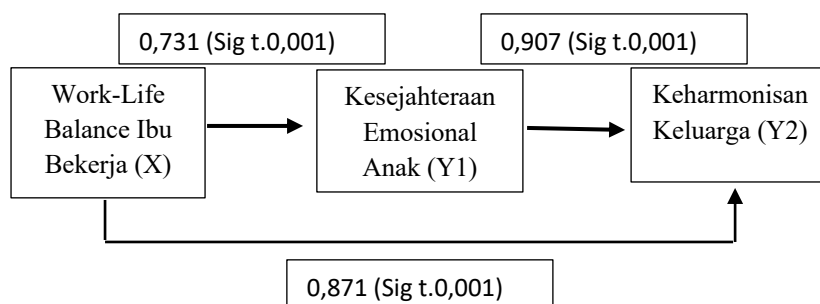 0,731 (Sig t.0,001)
0,907 (Sig t.0,001)
Work-Life
Balance Ibu
Bekerja (X)
Kesejahteraan
Emosional
Anak (Y1)
Keharmonisan
Keluarga (Y2)
0,871 (Sig t.0,001)